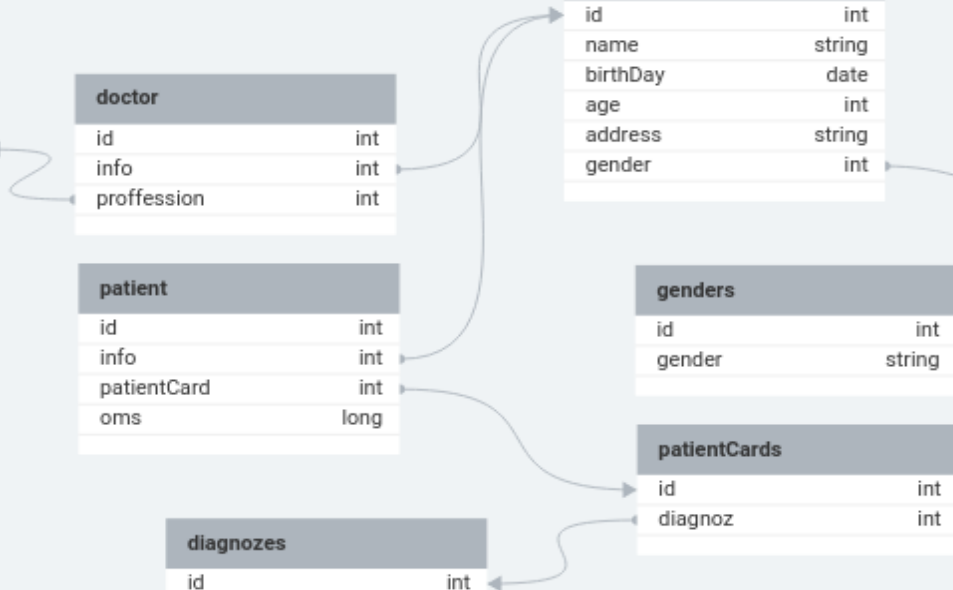 id int
name string
birthDay date
age int
address string
gender int
doctor
id int
info int
proffession int
patient
id int
info int
patientCard int
oms long
genders
id int
gender string
patientCards
id int
diagnoz int
diagnozes
id int